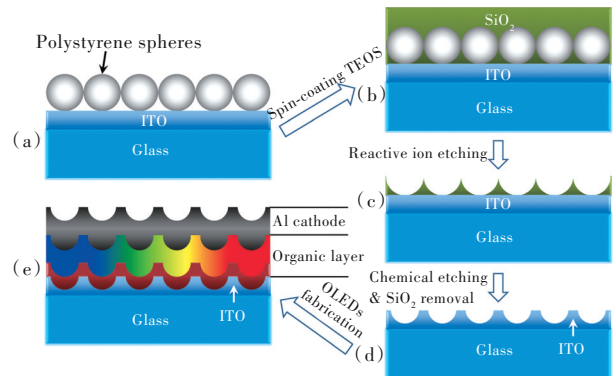 Polystyrene spheres
ITO
Glass
(a)
Spin-coating TEOS
SiO₂
ITO
Glass
(b)
Reactive ion etching
(c)
ITO
Glass
Chemical etching
& SiO₂ removal
(d)
Glass
ITO
OLEDs
fabrication
Al cathode
Organic layer
(e)
ITO
Glass